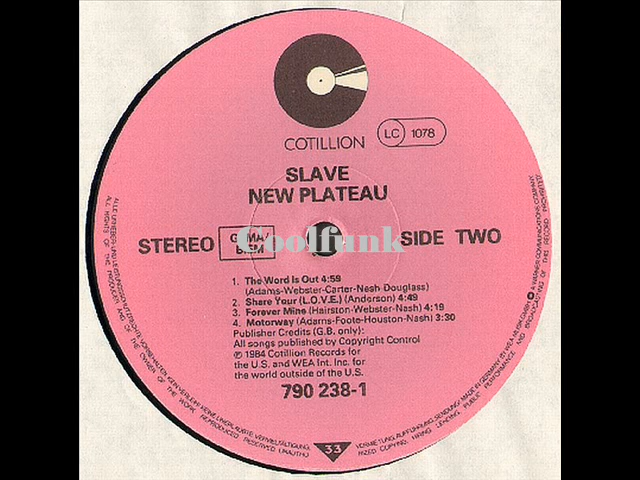 COTILLION
LC 1078
SLAVE
NEW PLATEAU
STEREO
GEMA/
BIEM
Coolfunk
SIDE TWO
1. The Word Is Out 4:59
(Adams-Webster-Carter-Nash-Douglass)
2. Share Your (L.O.V.E.) (Anderson) 4:49
3. Forever Mine (Hairston-Webster-Nash) 4:19
4. Motorway (Adams-Foote-Houston-Nash) 3:30
Publisher Credits (G.B. only):
All songs published by Copyright Control
℗ 1984 Cotillion Records for
the U.S. and WEA Int. Inc. for
the world outside of the U.S.
790 238-1
33